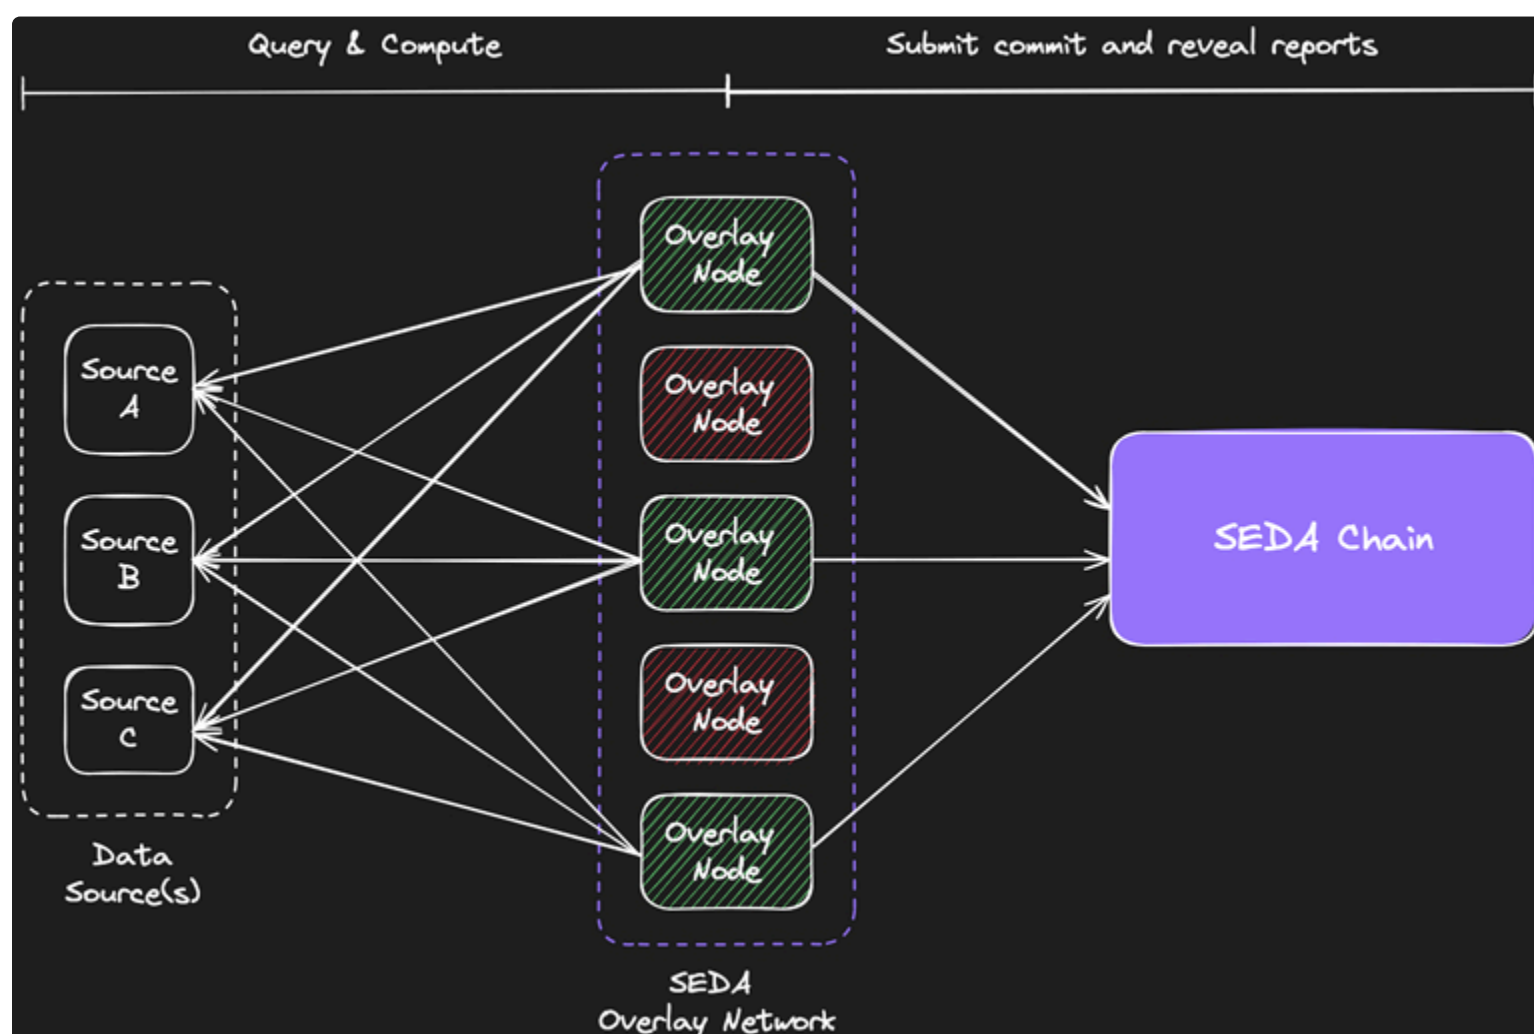 Query & Compute
Submit commit and reveal reports
Overlay
Node
Overlay
Node
Overlay
Node
Overlay
Node
Overlay
Node
Source
A
Source
B
Source
C
Data
Source(s)
SEDA
Overlay Network
SEDA Chain